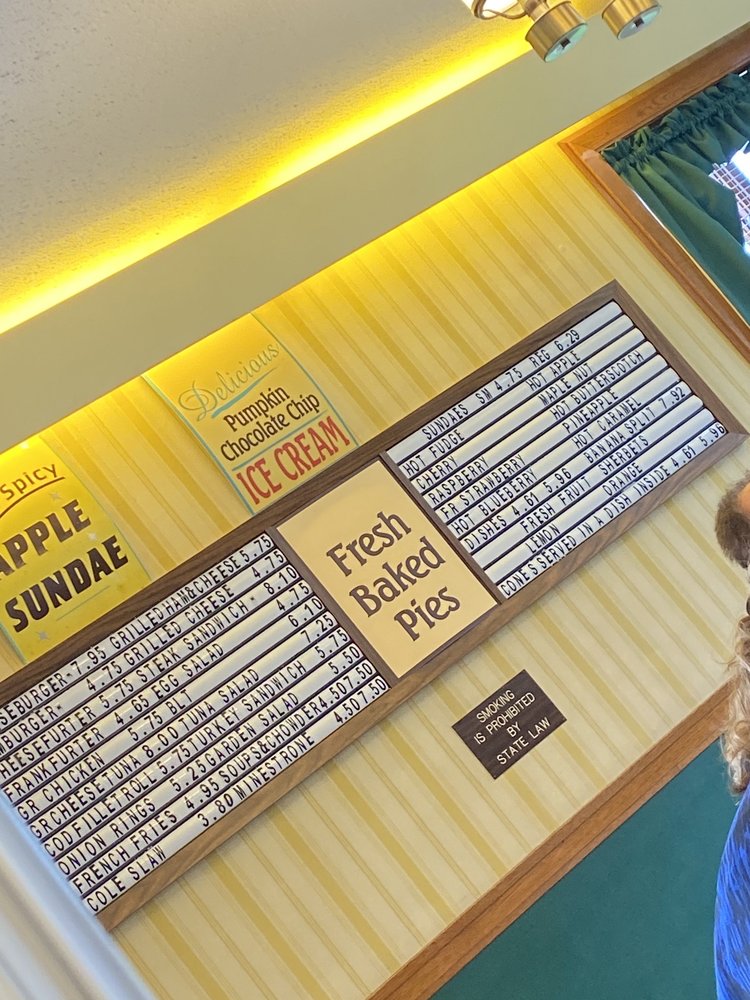 Spicy
APPLE
SUNDAE
Delicious
Pumpkin
Chocolate Chip
ICE CREAM
SEBURGER* 7.95 GRILLED HAM&CHEESE 5.75
MBURGER* 4.75 GRILLED CHEESE 4.75
HEESEFURTER 5.75 STEAK SANDWICH* 8.10
FRANKFURTER 4.65 EGG SALAD 4.75
GR CHICKEN 5.75 BLT 6.10
GRCHEESETUNA 8.00 TUNA SALAD 7.25
CODFILLETROLL 5.75 TURKEY SANDWICH 5.75
ONION RINGS 5.25 GARDEN SALAD 5.50
FRENCH FRIES 4.95 SOUPS&CHOWDER 4.50 7.50
COLE SLAW 3.80 MINESTRONE 4.50 7.50
Fresh
Baked
Pies
SUNDAES SM 4.75 REG 6.29
HOT FUDGE HOT APPLE
CHERRY MAPLE NUT
RASPBERRY HOT BUTTERSCOTCH
ER STRAWBERRY PINEAPPLE
HOT BLUEBERRY HOT CARAMEL
DISHES 4.61 5.96 BANANA SPLIT 7.92
FRESH FRUIT SHERBETS
LEMON ORANGE
CONES SERVED IN A DISH INSIDE 4.61 5.96
SMOKING
IS PROHIBITED
BY
STATE LAW